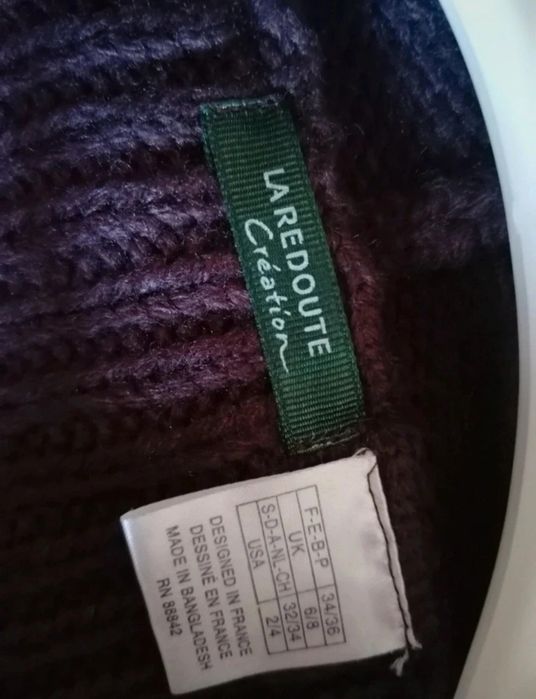 LA REDOUTE
Création
F-E-B-P 34/36
UK 6/8
S-D-A-NL-CH 32/34
USA 2/4
DESIGNED IN FRANCE
DESSINÉ EN FRANCE
MADE IN BANGLADESH
RN 88842